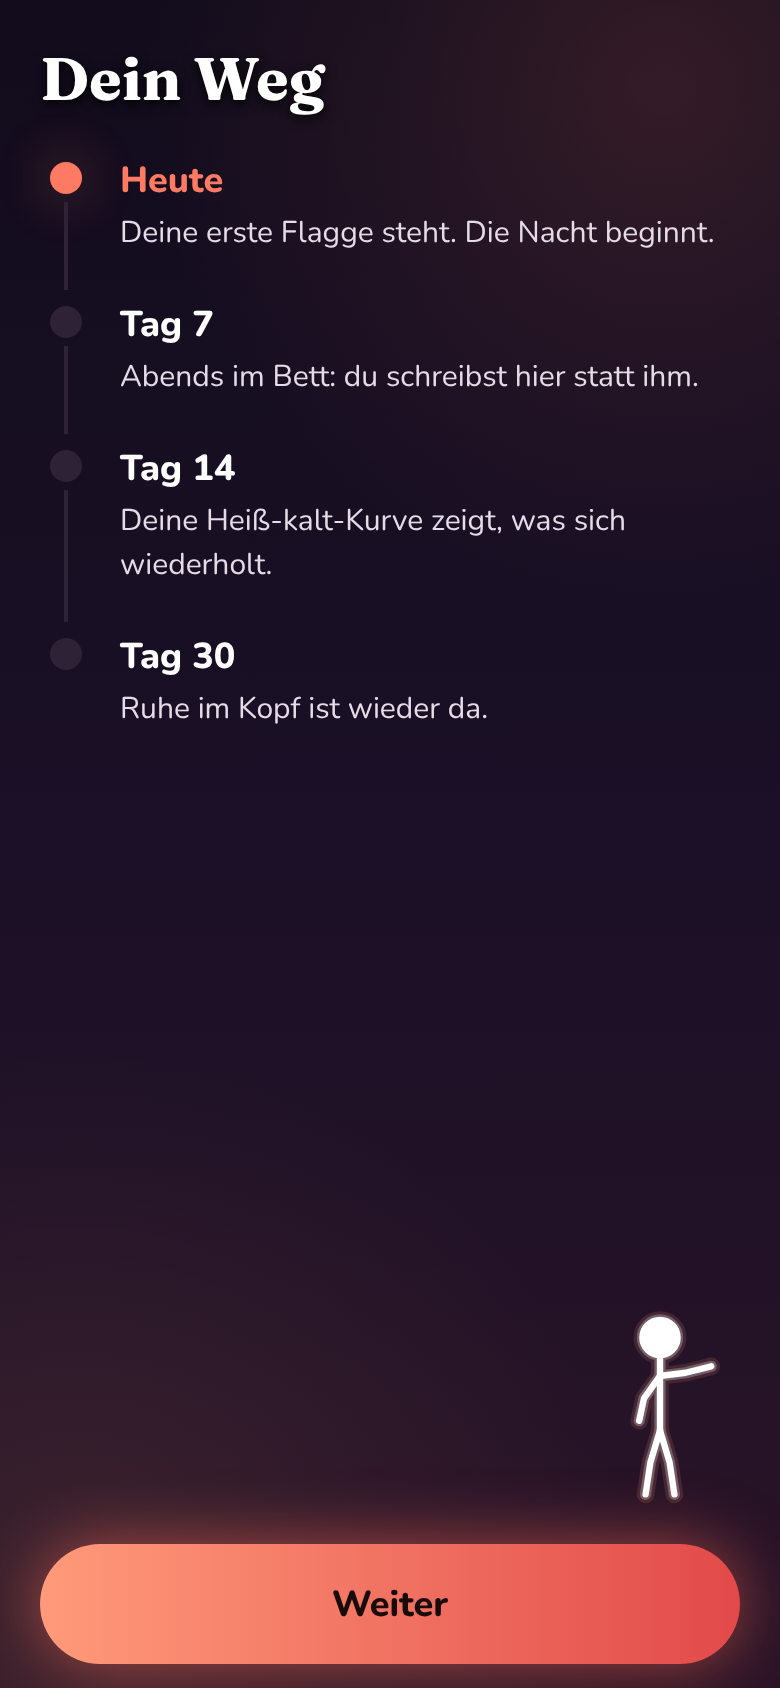 Dein Weg
Heute
Deine erste Flagge steht. Die Nacht beginnt.
Tag 7
Abends im Bett: du schreibst hier statt ihm.
Tag 14
Deine Heiß-kalt-Kurve zeigt, was sich
wiederholt.
Tag 30
Ruhe im Kopf ist wieder da.
Weiter